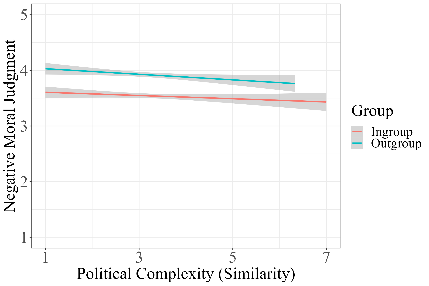 5
4
3
2
1
Negative Moral Judgment
1
3
5
7
Political Complexity (Similarity)
Group
Ingroup
Outgroup